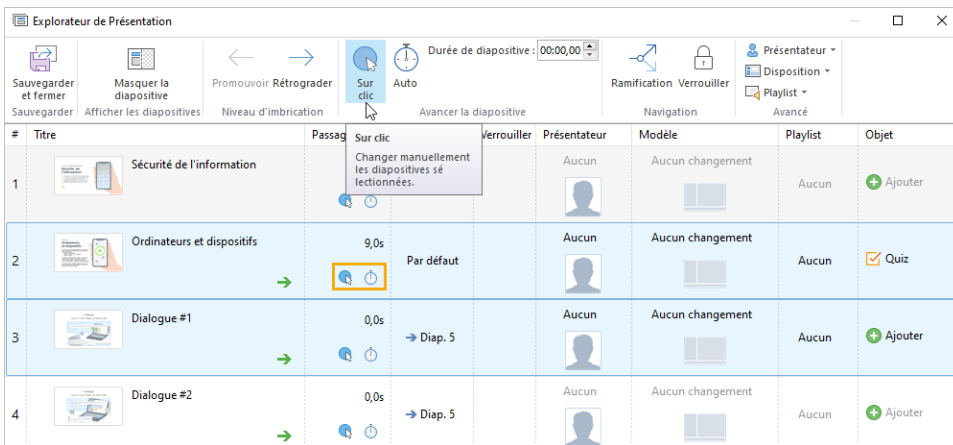 Explorateur de Présentation
Sauvegarder et fermer
Masquer la diapositive
Promouvoir Rétrograder
Sur clic
Auto
Durée de diapositive : 00:00,00
Ramification Verrouiller
Présentateur
Disposition
Playlist
Sauvegarder Afficher les diapositives Niveau d'imbrication Avancer la diapositive Navigation Avancé
# Titre Passag Verrouiller Présentateur Modèle Playlist Objet
Sur clic
Changer manuellement
les diapositives sé
lectionnées.
1 Sécurité de l'information Aucun Aucun changement Aucun Ajouter
2 Ordinateurs et dispositifs 9,0s Par défaut Aucun Aucun changement Aucun Quiz
3 Dialogue #1 0,0s Diap. 5 Aucun Aucun changement Aucun Ajouter
4 Dialogue #2 0,0s Diap. 5 Aucun Aucun changement Aucun Ajouter